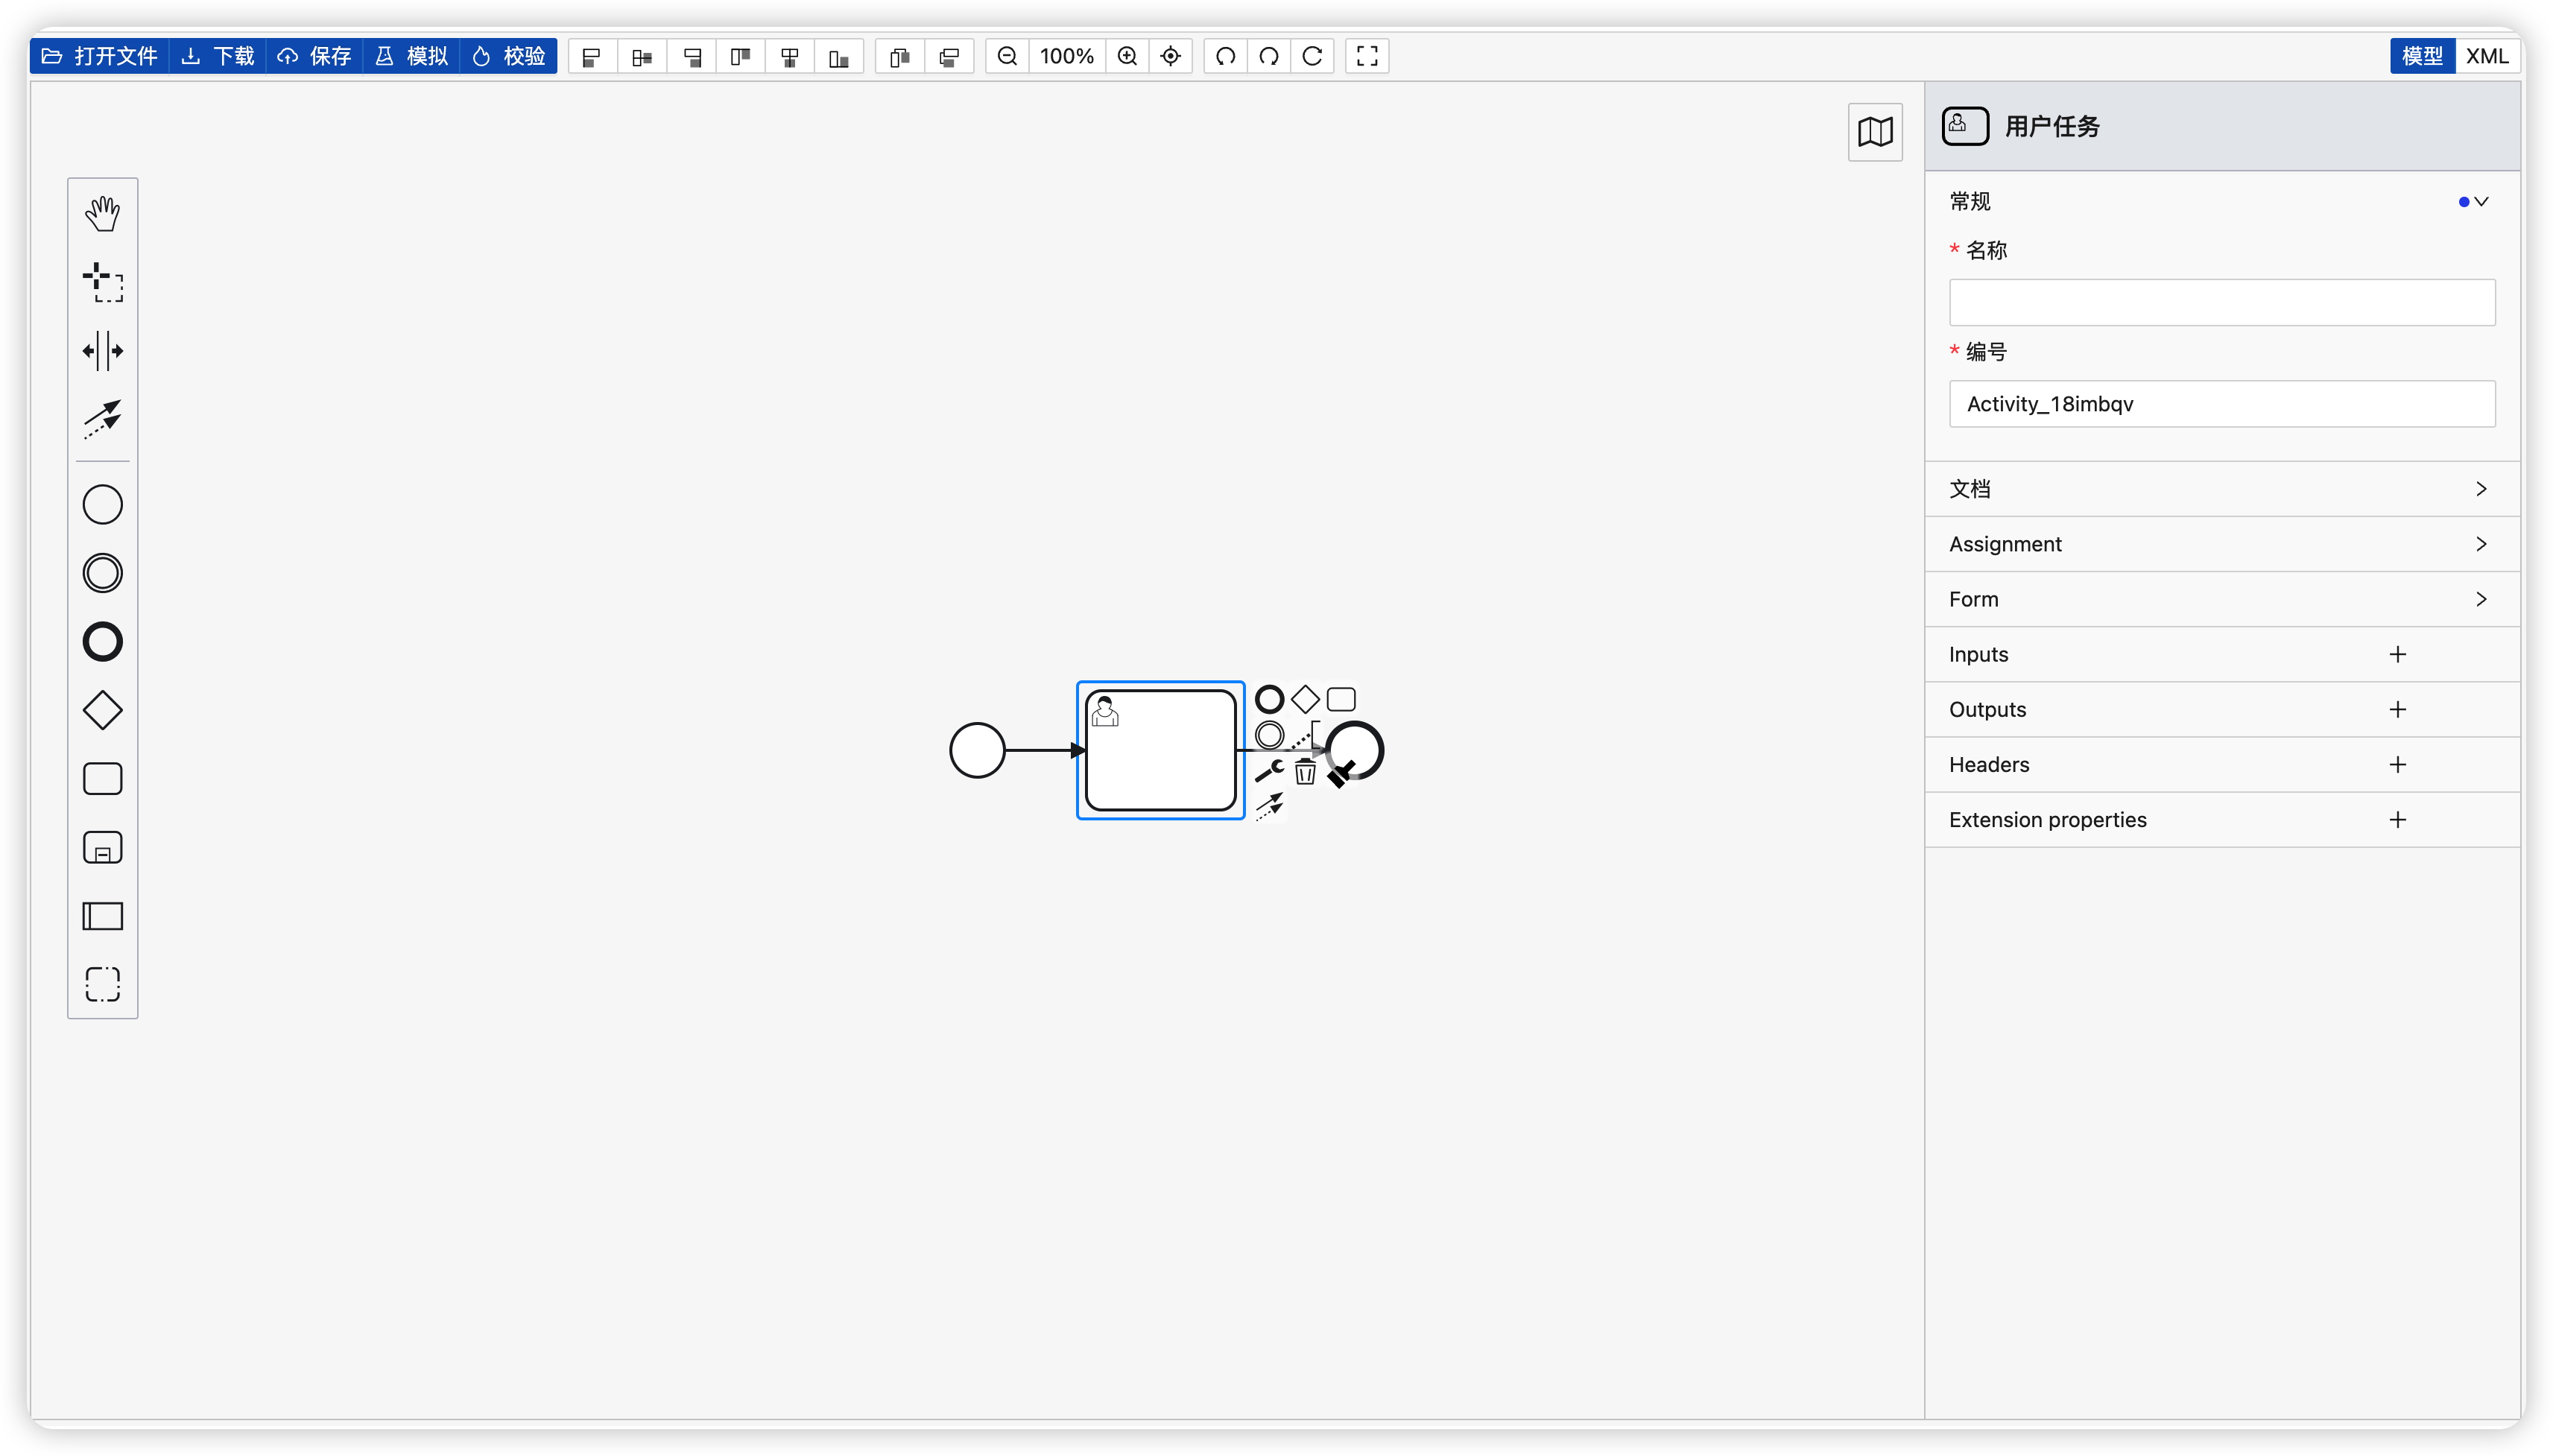 打开文件 下载 保存 模拟 校验 100% 模型 XML
用户任务
常规
* 名称
* 编号
Activity_18imbqv
文档
Assignment
Form
Inputs
Outputs
Headers
Extension properties